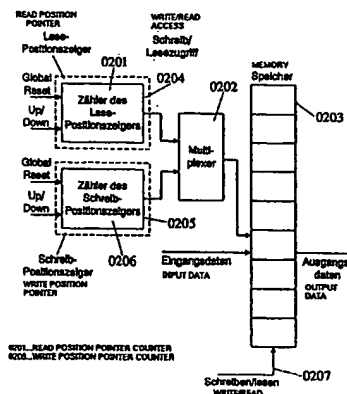 READ POSITION
POINTER
Lese-
Positionszeiger
WRITE/READ
ACCESS
Schreib/
Lesezugriff
0201
0204
Global
Reset
Up/
Down
Zähler des
Lese-
Positionszeigers
0202
MEMORY
Speicher
0203
Multi-
plexer
Global
Reset
Up/
Down
Zähler des
Schreib-
Positionszeigers
0205
0206
Schreib-
Positionszeiger
WRITE POSITION
POINTER
Eingangsdaten
INPUT DATA
Ausgangs
daten
OUTPUT
DATA
0201...READ POSITION POINTER COUNTER
0206...WRITE POSITION POINTER COUNTER
0207
Schreiben/lesen
WRITE/READ